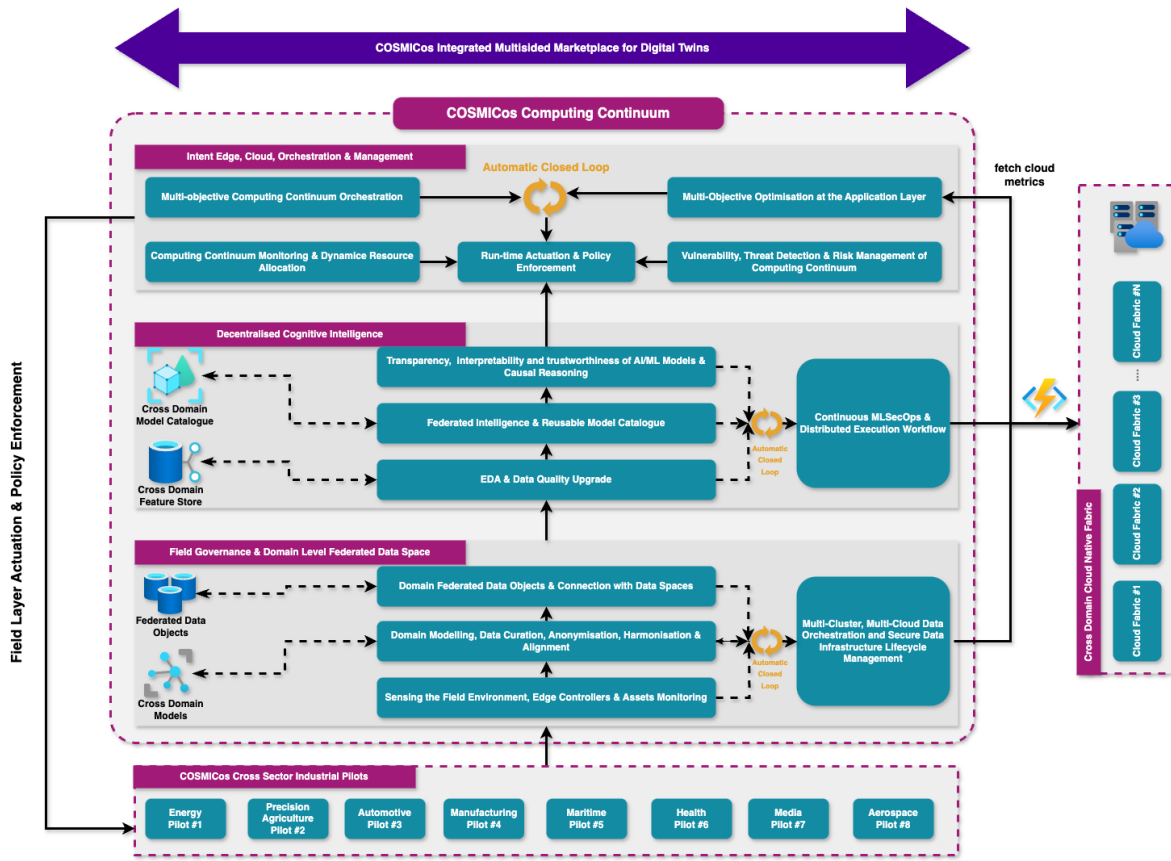 COSMICos Integrated Multisided Marketplace for Digital Twins
COSMICos Computing Continuum
Intent Edge, Cloud, Orchestration & Management
Automatic Closed Loop
Multi-objective Computing Continuum Orchestration
Multi-Objective Optimisation at the Application Layer
Computing Continuum Monitoring & Dynamice Resource
Allocation
Run-time Actuation & Policy
Enforcement
Vulnerability, Threat Detection & Risk Management of
Computing Continuum
fetch cloud
metrics
Decentralised Cognitive Intelligence
Cross Domain
Model Catalogue
Cross Domain
Feature Store
Transparency, interpretability and trustworthiness of AI/ML Models &
Causal Reasoning
Federated Intelligence & Reusable Model Catalogue
EDA & Data Quality Upgrade
Automatic
Closed
Loop
Continuous MLSecOps &
Distributed Execution Workflow
Field Governance & Domain Level Federated Data Space
Federated Data
Objects
Cross Domain
Models
Domain Federated Data Objects & Connection with Data Spaces
Domain Modelling, Data Curation, Anonymisation, Harmonisation &
Alignment
Sensing the Field Environment, Edge Controllers & Assets Monitoring
Automatic
Closed
Loop
Multi-Cluster, Multi-Cloud Data
Orchestration and Secure Data
Infrastructure Lifecycle
Management
Field Layer Actuation & Policy Enforcement
Cross Domain Cloud Native Fabric
Cloud Fabric #N
.....
Cloud Fabric #3
Cloud Fabric #2
Cloud Fabric #1
COSMICos Cross Sector Industrial Pilots
Energy
Pilot #1
Precision
Agriculture
Pilot #2
Automotive
Pilot #3
Manufacturing
Pilot #4
Maritime
Pilot #5
Health
Pilot #6
Media
Pilot #7
Aerospace
Pilot #8